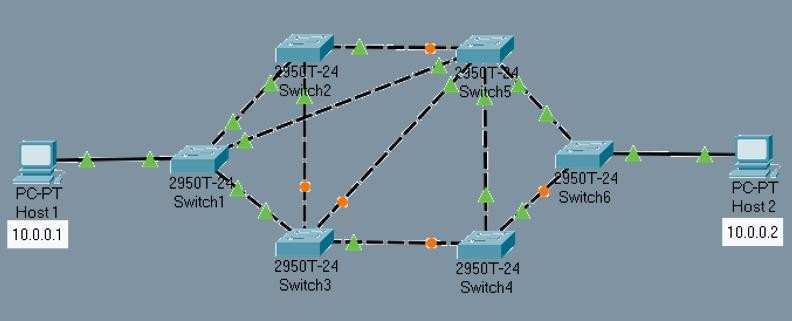 2950T-24
Switch2
2950T-24
Switch5
PC-PT
Host 1
10.0.0.1
2950T-24
Switch1
2950T-24
Switch6
PC-PT
Host 2
10.0.0.2
2950T-24
Switch3
2950T-24
Switch4